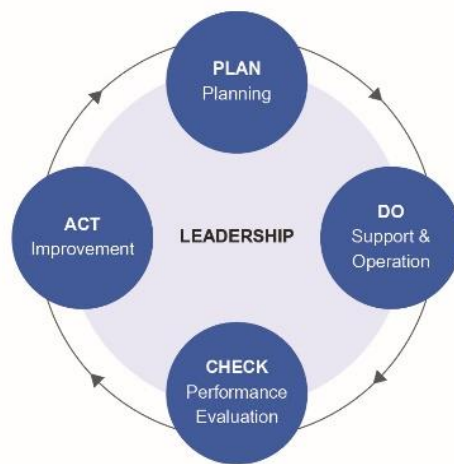 PLAN
Planning
ACT
Improvement
LEADERSHIP
DO
Support &
Operation
CHECK
Performance
Evaluation